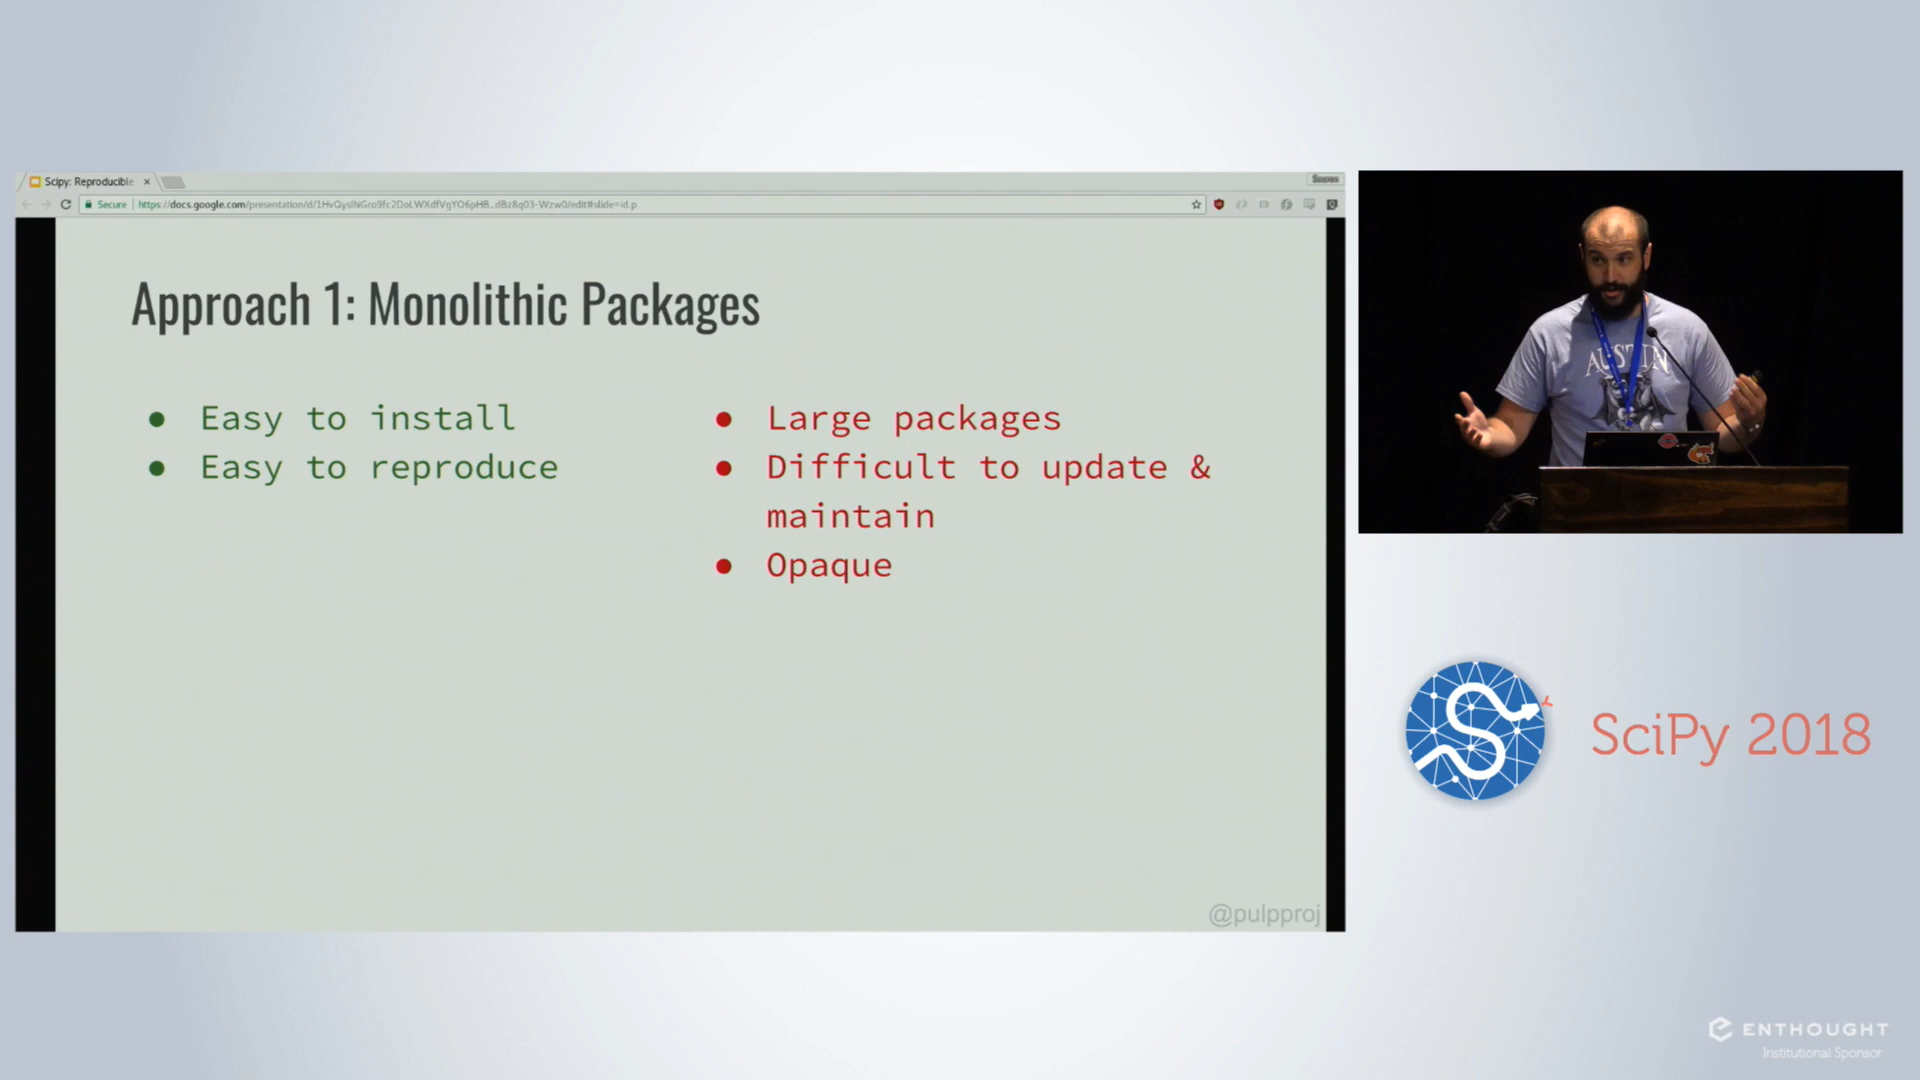 Scipy: Reproducible
Secure
Approach 1: Monolithic Packages
● Easy to install
● Easy to reproduce
● Large packages
● Difficult to update &
maintain
● Opaque
@pulpproj
AUSTIN
SciPy 2018
ENTHOUGHT
Institutional Sponsor